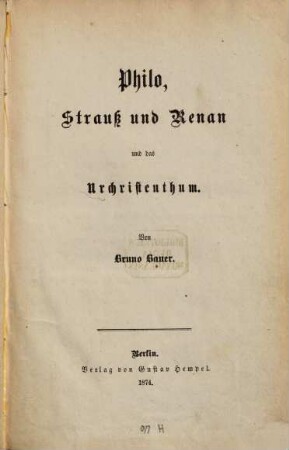 Philo,
Strauß und Renan
und das
Urchristenthum.
Von
Bruno Bauer.
Berlin.
Verlag von Gustav Hempel.
1874.